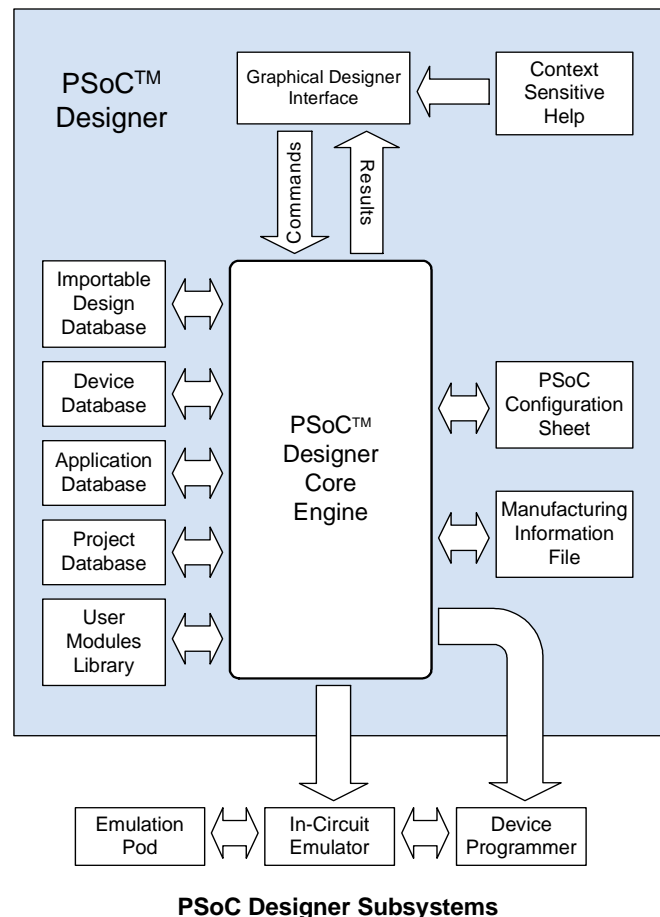 PSoC™
Designer
Graphical Designer
Interface
Context
Sensitive
Help
Commands
Results
Importable
Design
Database
Device
Database
Application
Database
Project
Database
User
Modules
Library
PSoC™
Designer
Core
Engine
PSoC
Configuration
Sheet
Manufacturing
Information
File
Emulation
Pod
In-Circuit
Emulator
Device
Programmer
PSoC Designer Subsystems